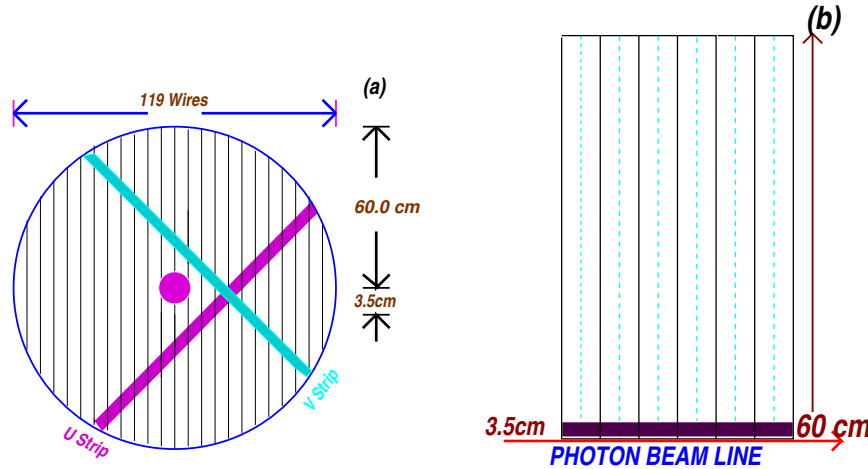 119 Wires
(a)
60.0 cm
3.5cm
V Strip
U Strip
(b)
3.5cm
60 cm
PHOTON BEAM LINE